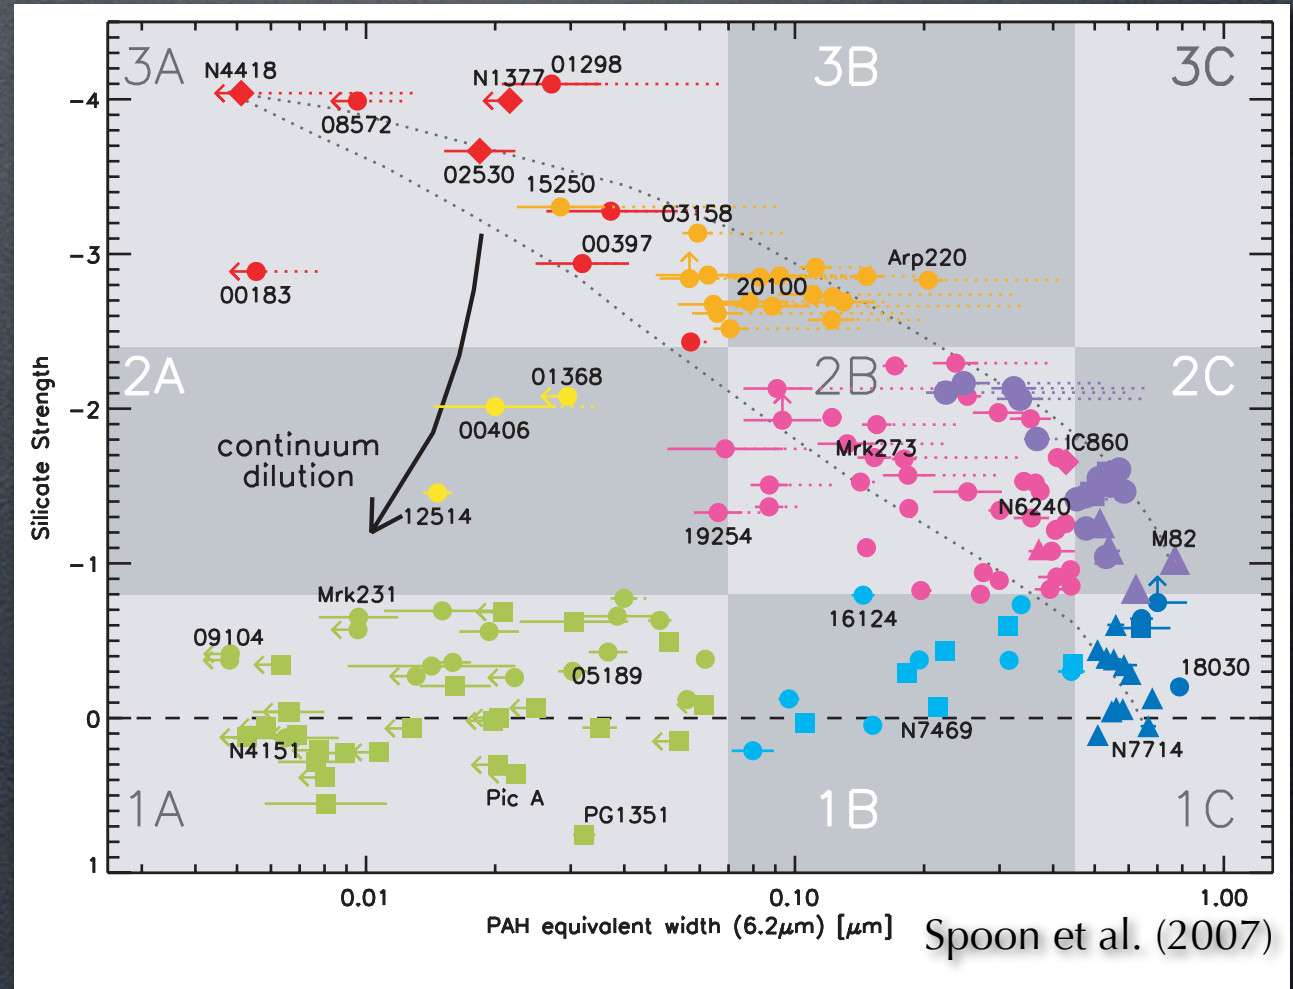 3A
3B
3C
N4418
08572
N1377
01298
02530
15250
03158
00397
00183
Arp220
20100
2A
2B
2C
01368
00406
continuum
dilution
12514
Mrk273
IC860
N6240
19254
M82
Mrk231
09104
05189
16124
18030
N4151
N7469
N7714
Pic A
PG1351
1A
1B
1C
-4
-3
-2
-1
0
1
Silicate Strength
0.01
0.10
1.00
PAH equivalent width (6.2μm) [μm]
Spoon et al. (2007)